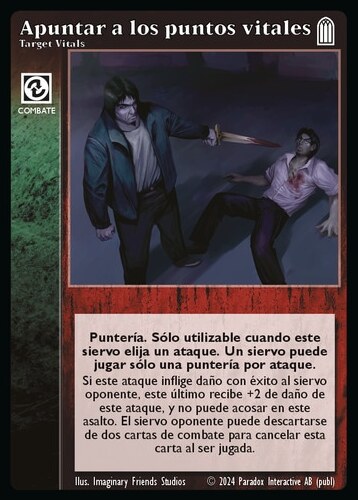 Apuntar a los puntos vitales
Target Vitals
COMBATE
Puntería. Sólo utilizable cuando este
siervo elija un ataque. Un siervo puede
jugar sólo una puntería por ataque.
Si este ataque inflige daño con éxito al siervo
oponente, este último recibe +2 de daño de
este ataque, y no puede acosar en este
asalto. El siervo oponente puede descartarse
de dos cartas de combate para cancelar esta
carta al ser jugada.
Ilus. Imaginary Friends Studios © 2024 Paradox Interactive AB (publ)